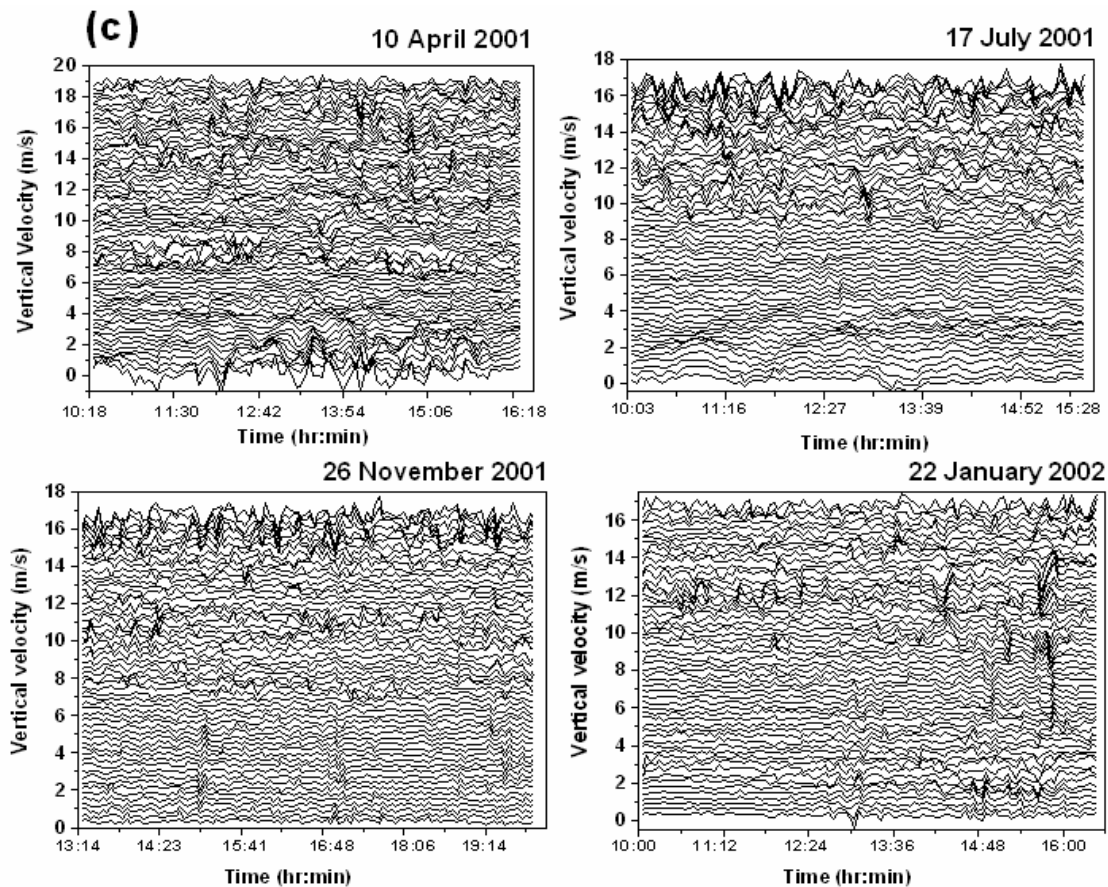 (c)
10 April 2001
20
18
16
14
12
10
8
6
4
2
0
Vertical Velocity (m/s)
10:18 11:30 12:42 13:54 15:06 16:18
Time (hr:min)
17 July 2001
18
16
14
12
10
8
6
4
2
0
Vertical velocity (m/s)
10:03 11:16 12:27 13:39 14:52 15:28
Time (hr:min)
26 November 2001
18
16
14
12
10
8
6
4
2
0
Vertical velocity (m/s)
13:14 14:23 15:41 16:48 18:06 19:14
Time (hr:min)
22 January 2002
16
14
12
10
8
6
4
2
0
Vertical velocity (m/s)
10:00 11:12 12:24 13:36 14:48 16:00
Time (hr:min)